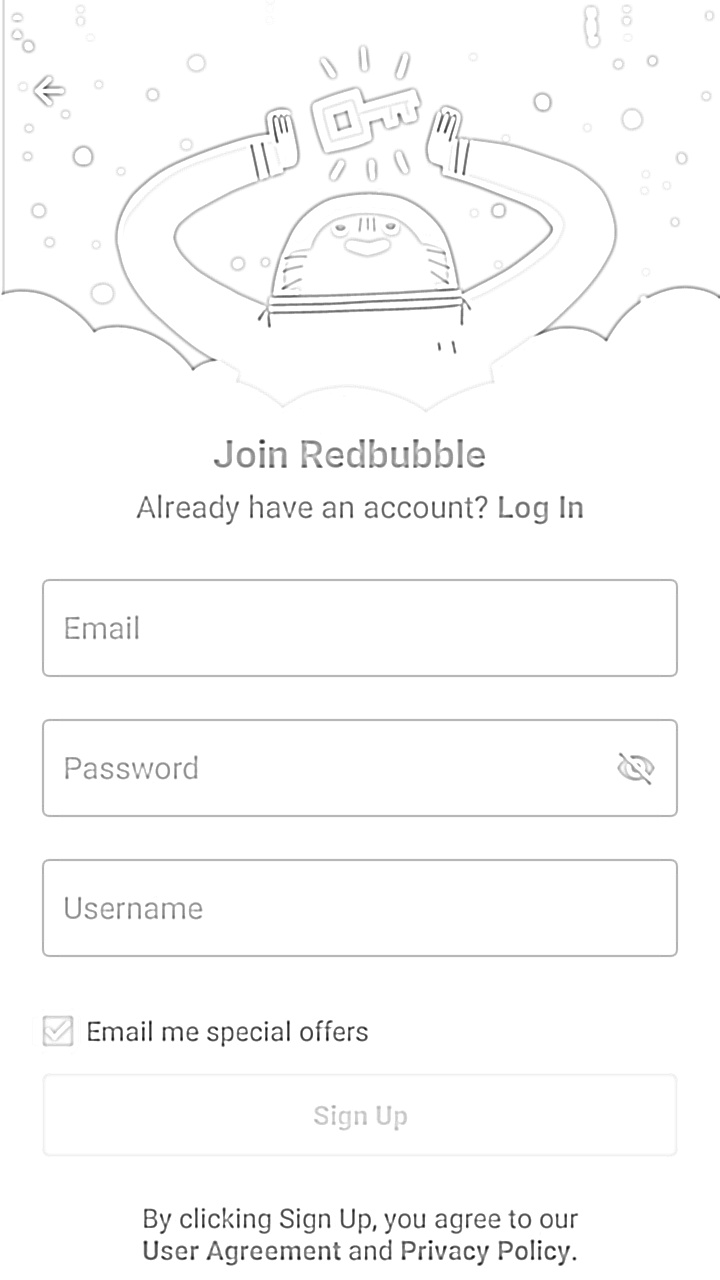 Join Redbubble
Already have an account? Log In
Email
Password
Username
Email me special offers
Sign Up
By clicking Sign Up, you agree to our
User Agreement and Privacy Policy.